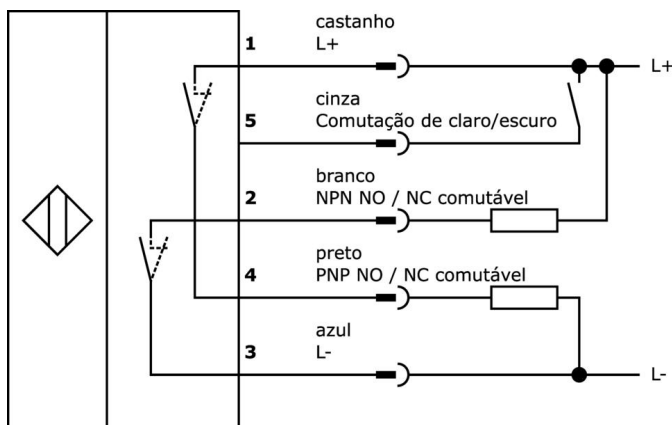 castanho
1 L+
L+
cinza
5 Comutação de claro/escuro
branco
2 NPN NO / NC comutável
preto
4 PNP NO / NC comutável
azul
3 L-
L-